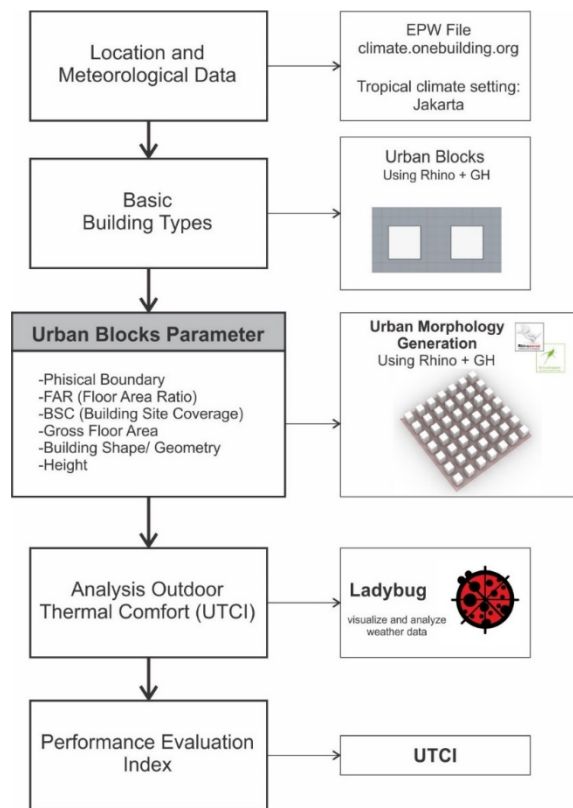 Location and
Meteorological Data
EPW File
climate.onebuilding.org
Tropical climate setting:
Jakarta
Basic
Building Types
Urban Blocks
Using Rhino + GH
Urban Blocks Parameter
-Phisical Boundary
-FAR (Floor Area Ratio)
-BSC (Building Site Coverage)
-Gross Floor Area
-Building Shape/ Geometry
-Height
Urban Morphology
Generation
Using Rhino + GH
Analysis Outdoor
Thermal Comfort (UTCI)
Ladybug
visualize and analyze
weather data
Performance Evaluation
Index
UTCI